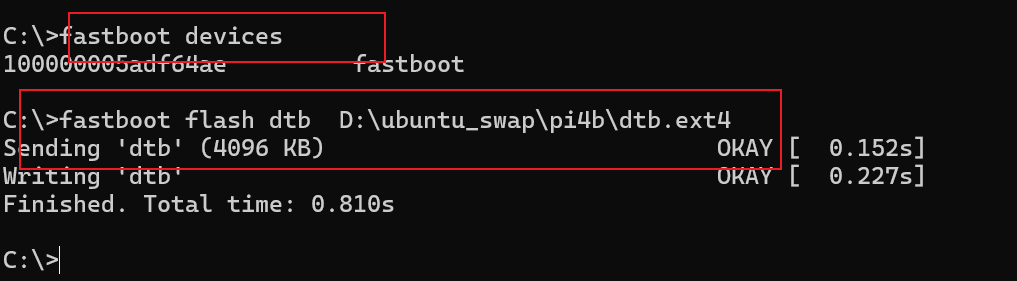 C:\>fastboot devices
100000005adf64ae         fastboot
C:\>fastboot flash dtb  D:\ubuntu_swap\pi4b\dtb.ext4
Sending 'dtb' (4096 KB)                            OKAY [  0.152s]
Writing 'dtb'                                      OKAY [  0.227s]
Finished. Total time: 0.810s
C:\>